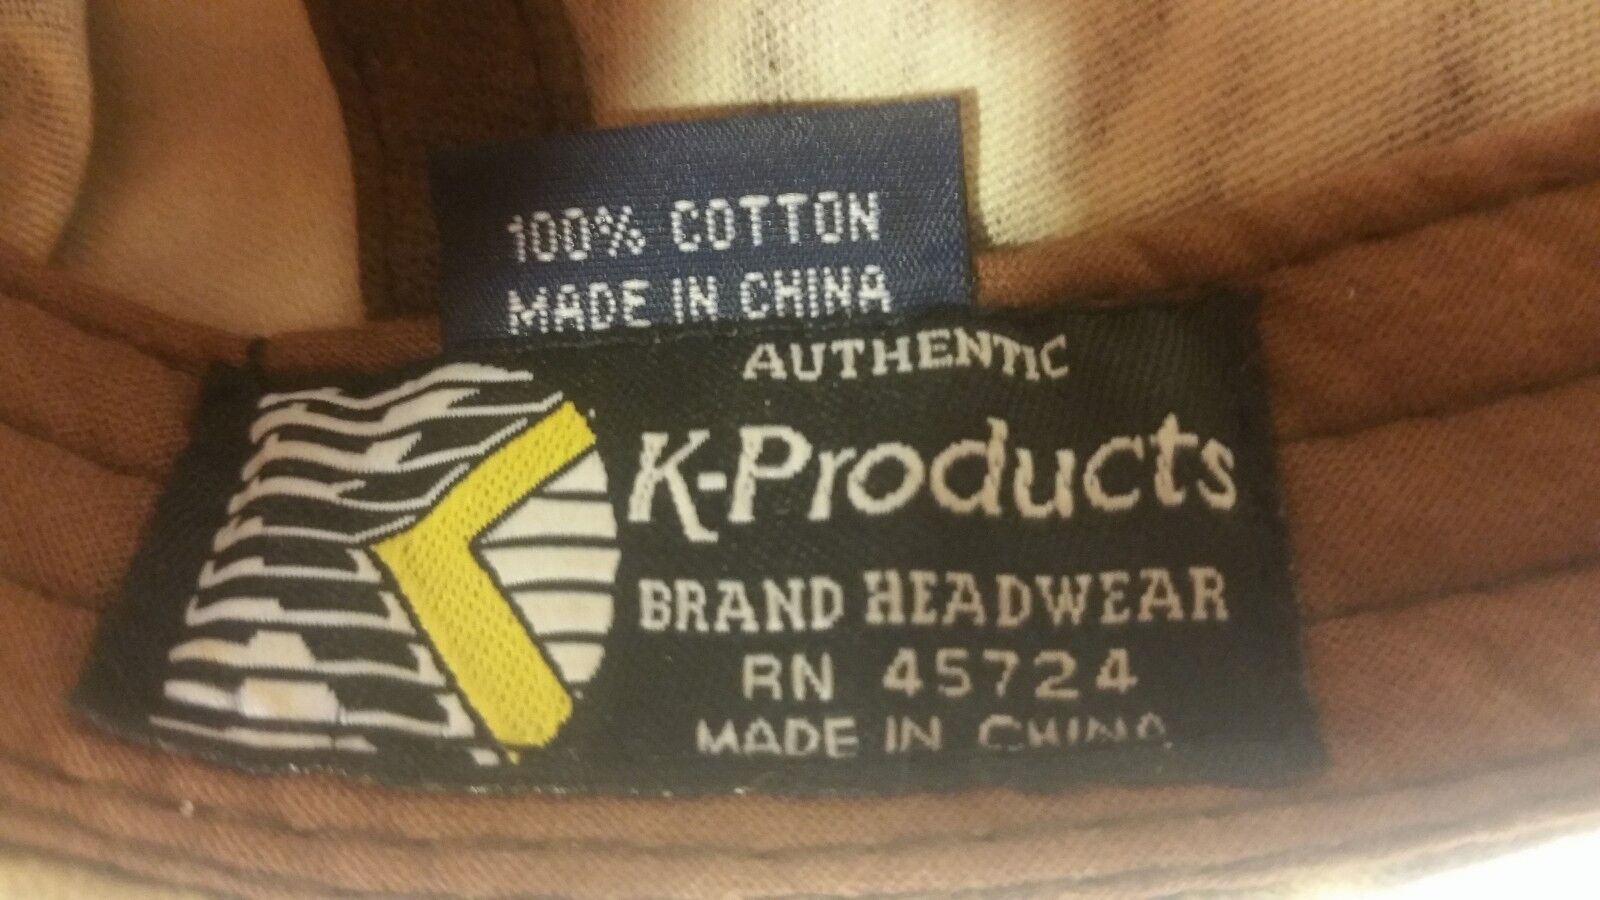 100% COTTON
MADE IN CHINA
AUTHENTIC
K-Products
BRAND HEADWEAR
RN 45724
MADE IN CHINA